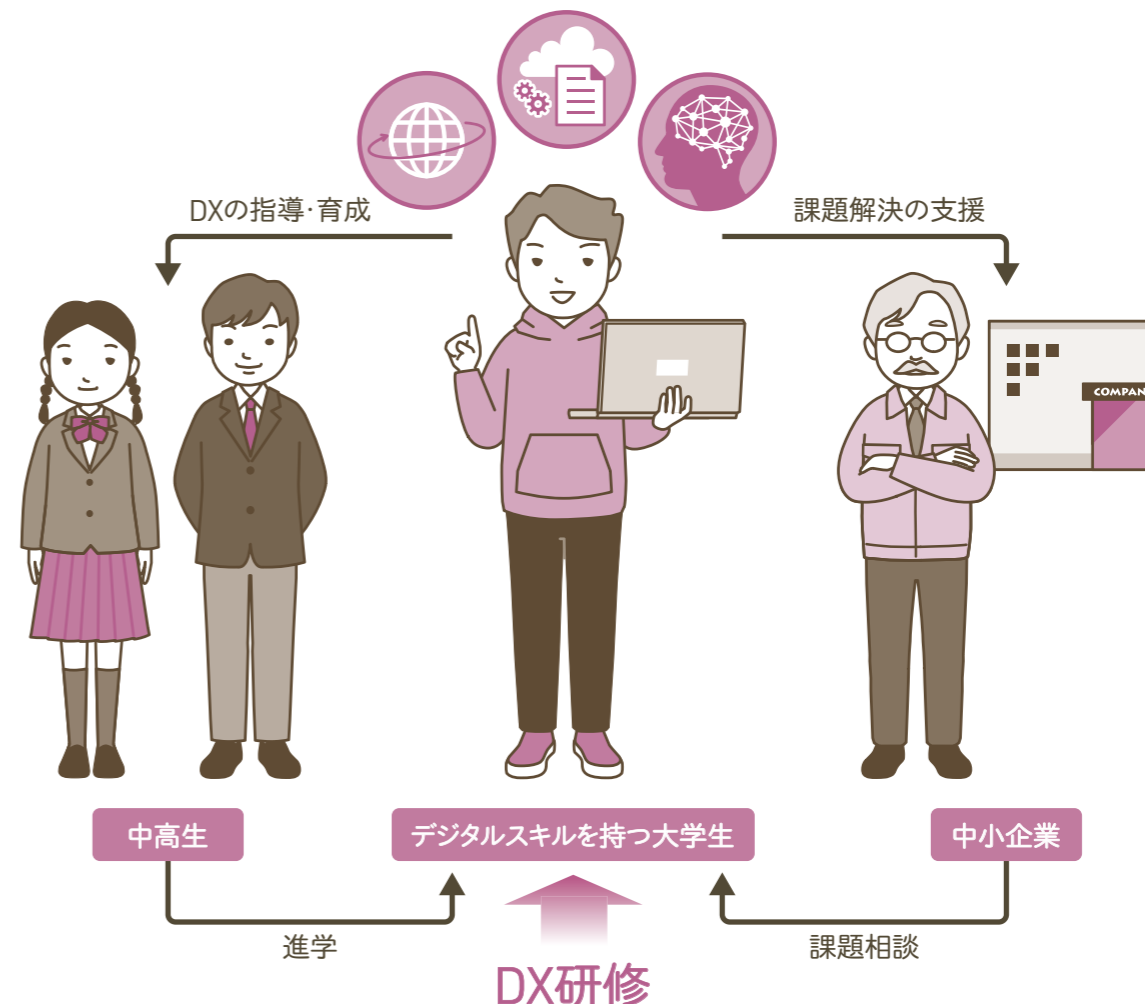 DXの指導・育成
課題解決の支援
COMPAN
中高生
デジタルスキルを持つ大学生
中小企業
進学
課題相談
DX研修